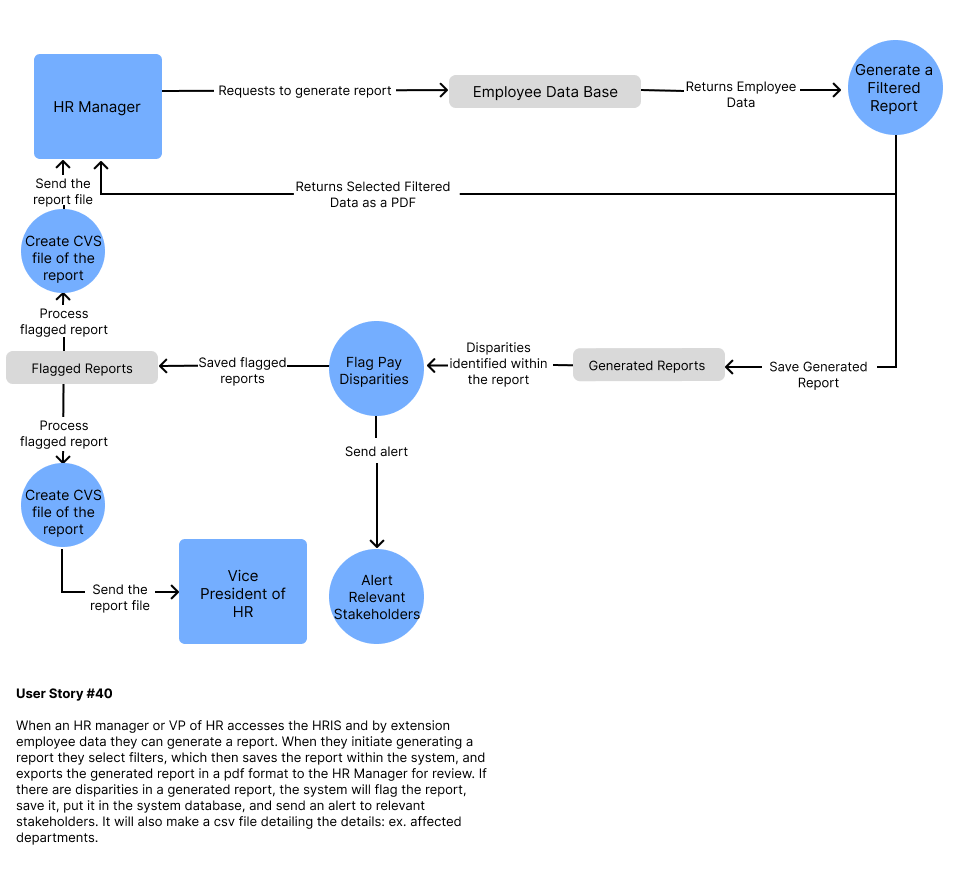 HR Manager
Requests to generate report
Employee Data Base
Returns Employee
Data
Generate a
Filtered
Report
Send the
report file
Returns Selected Filtered
Data as a PDF
Create CVS
file of the
report
Process
flagged report
Flagged Reports
Saved flagged
reports
Flag Pay
Disparities
Disparities
identified within
the report
Generated Reports
Save Generated
Report
Process
flagged report
Send alert
Create CVS
file of the
report
Send the
report file
Vice
President of
HR
Alert
Relevant
Stakeholders
User Story #40
When an HR manager or VP of HR accesses the HRIS and by extension
employee data they can generate a report. When they initiate generating a
report they select filters, which then saves the report within the system, and
exports the generated report in a pdf format to the HR Manager for review. If
there are disparities in a generated report, the system will flag the report,
save it, put it in the system database, and send an alert to relevant
stakeholders. It will also make a csv file detailing the details: ex. affected
departments.